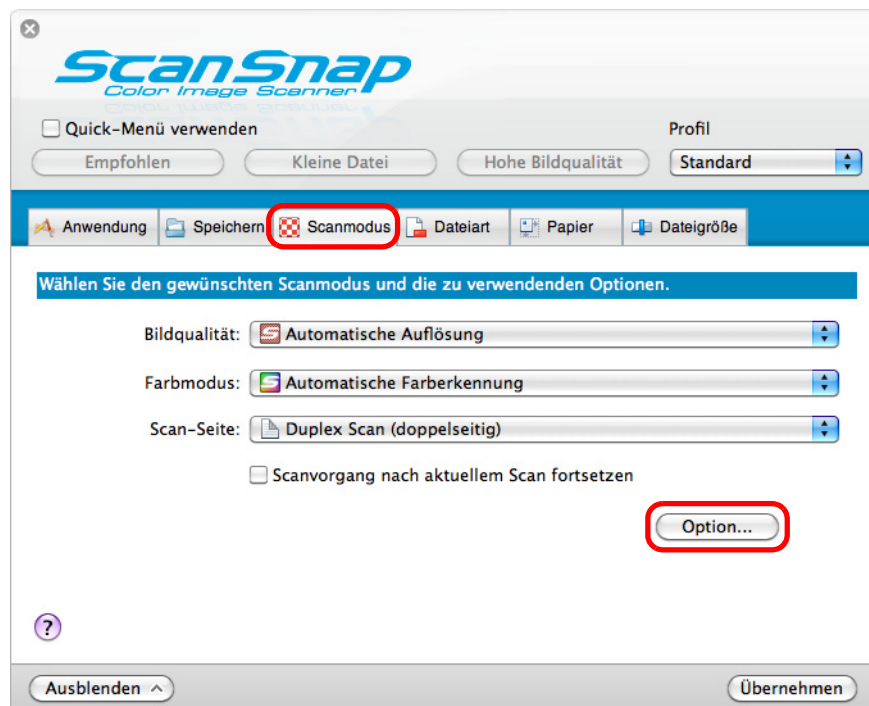 ScanSnap
Color Image Scanner
Quick-Menü verwenden
Profil
Empfohlen
Kleine Datei
Hohe Bildqualität
Standard
Anwendung
Speichern
Scanmodus
Dateiart
Papier
Dateigröße
Wählen Sie den gewünschten Scanmodus und die zu verwendenden Optionen.
Bildqualität: Automatische Auflösung
Farbmodus: Automatische Farberkennung
Scan-Seite: Duplex Scan (doppelseitig)
Scanvorgang nach aktuellem Scan fortsetzen
Option...
?
Ausblenden
Übernehmen